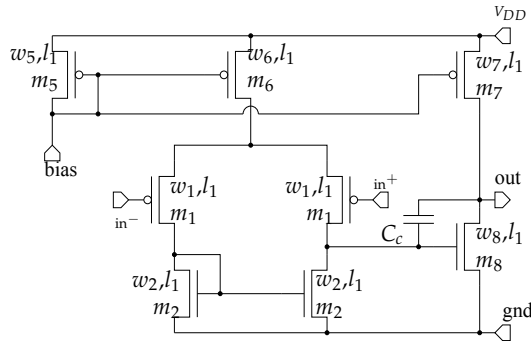 V_DD
w5,l1 w6,l1 w7,l1
m5 m6 m7
bias
w1,l1 w1,l1 in+ out
in− m1 m1
Cc w8,l1
m8
w2,l1 w2,l1
m2 m2
gnd